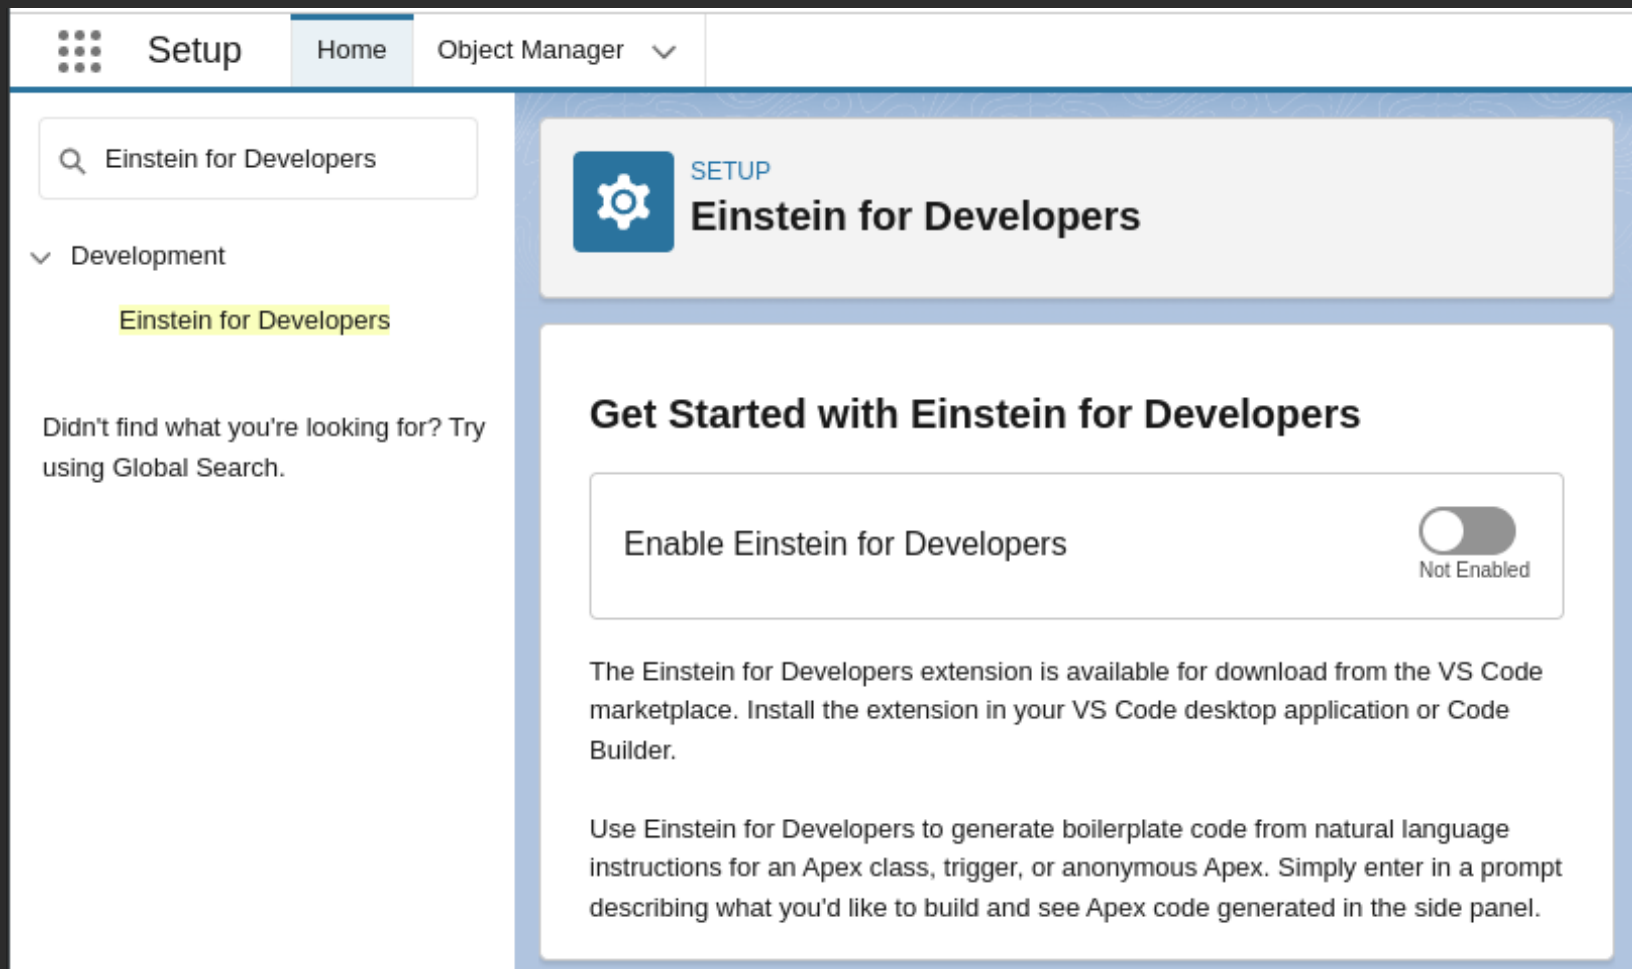 Setup
Home
Object Manager
Einstein for Developers
Development
Einstein for Developers
Didn't find what you're looking for? Try
using Global Search.
SETUP
Einstein for Developers
Get Started with Einstein for Developers
Enable Einstein for Developers
Not Enabled
The Einstein for Developers extension is available for download from the VS Code
marketplace. Install the extension in your VS Code desktop application or Code
Builder.
Use Einstein for Developers to generate boilerplate code from natural language
instructions for an Apex class, trigger, or anonymous Apex. Simply enter in a prompt
describing what you'd like to build and see Apex code generated in the side panel.